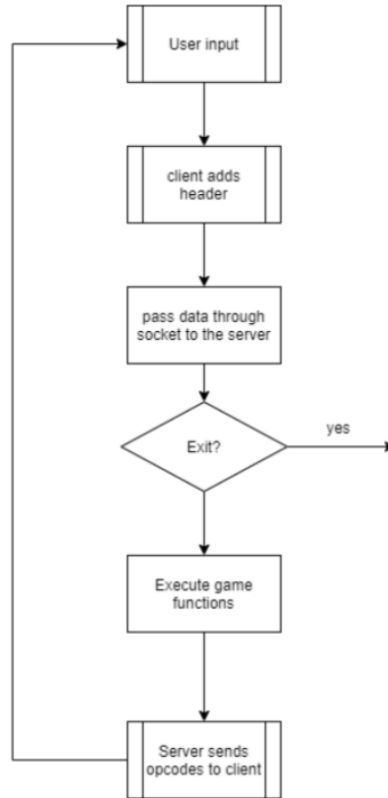 User input
client adds
header
pass data through
socket to the server
Exit?
yes
Execute game
functions
Server sends
opcodes to client